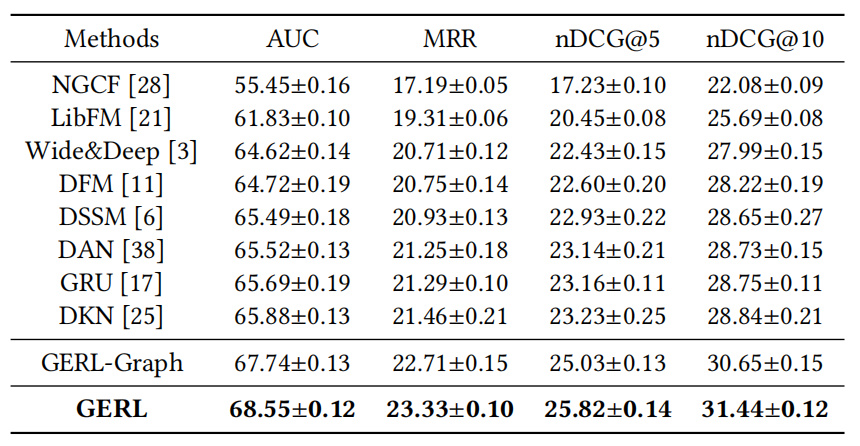 Methods AUC MRR nDCG@5 nDCG@10
NGCF [28] 55.45±0.16 17.19±0.05 17.23±0.10 22.08±0.09
LibFM [21] 61.83±0.10 19.31±0.06 20.45±0.08 25.69±0.08
Wide&Deep [3] 64.62±0.14 20.71±0.12 22.43±0.15 27.99±0.15
DFM [11] 64.72±0.19 20.75±0.14 22.60±0.20 28.22±0.19
DSSM [6] 65.49±0.18 20.93±0.13 22.93±0.22 28.65±0.27
DAN [38] 65.52±0.13 21.25±0.18 23.14±0.21 28.73±0.15
GRU [17] 65.69±0.19 21.29±0.10 23.16±0.11 28.75±0.11
DKN [25] 65.88±0.13 21.46±0.21 23.23±0.25 28.84±0.21
GERL-Graph 67.74±0.13 22.71±0.15 25.03±0.13 30.65±0.15
GERL 68.55±0.12 23.33±0.10 25.82±0.14 31.44±0.12